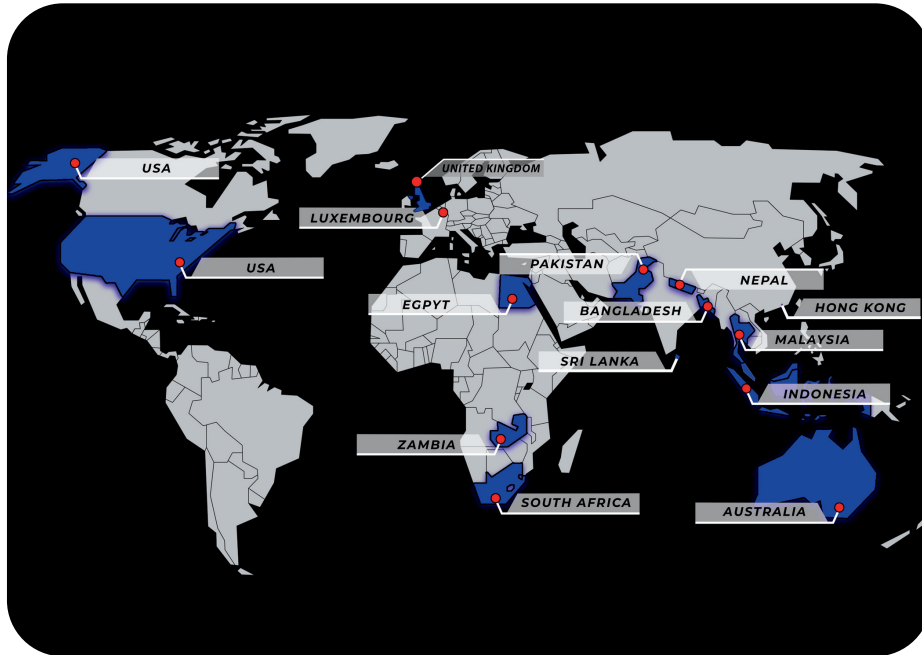 USA
UNITED KINGDOM
LUXEMBOURG
USA
PAKISTAN
NEPAL
EGPYT
BANGLADESH
HONG KONG
MALAYSIA
SRI LANKA
INDONESIA
ZAMBIA
SOUTH AFRICA
AUSTRALIA